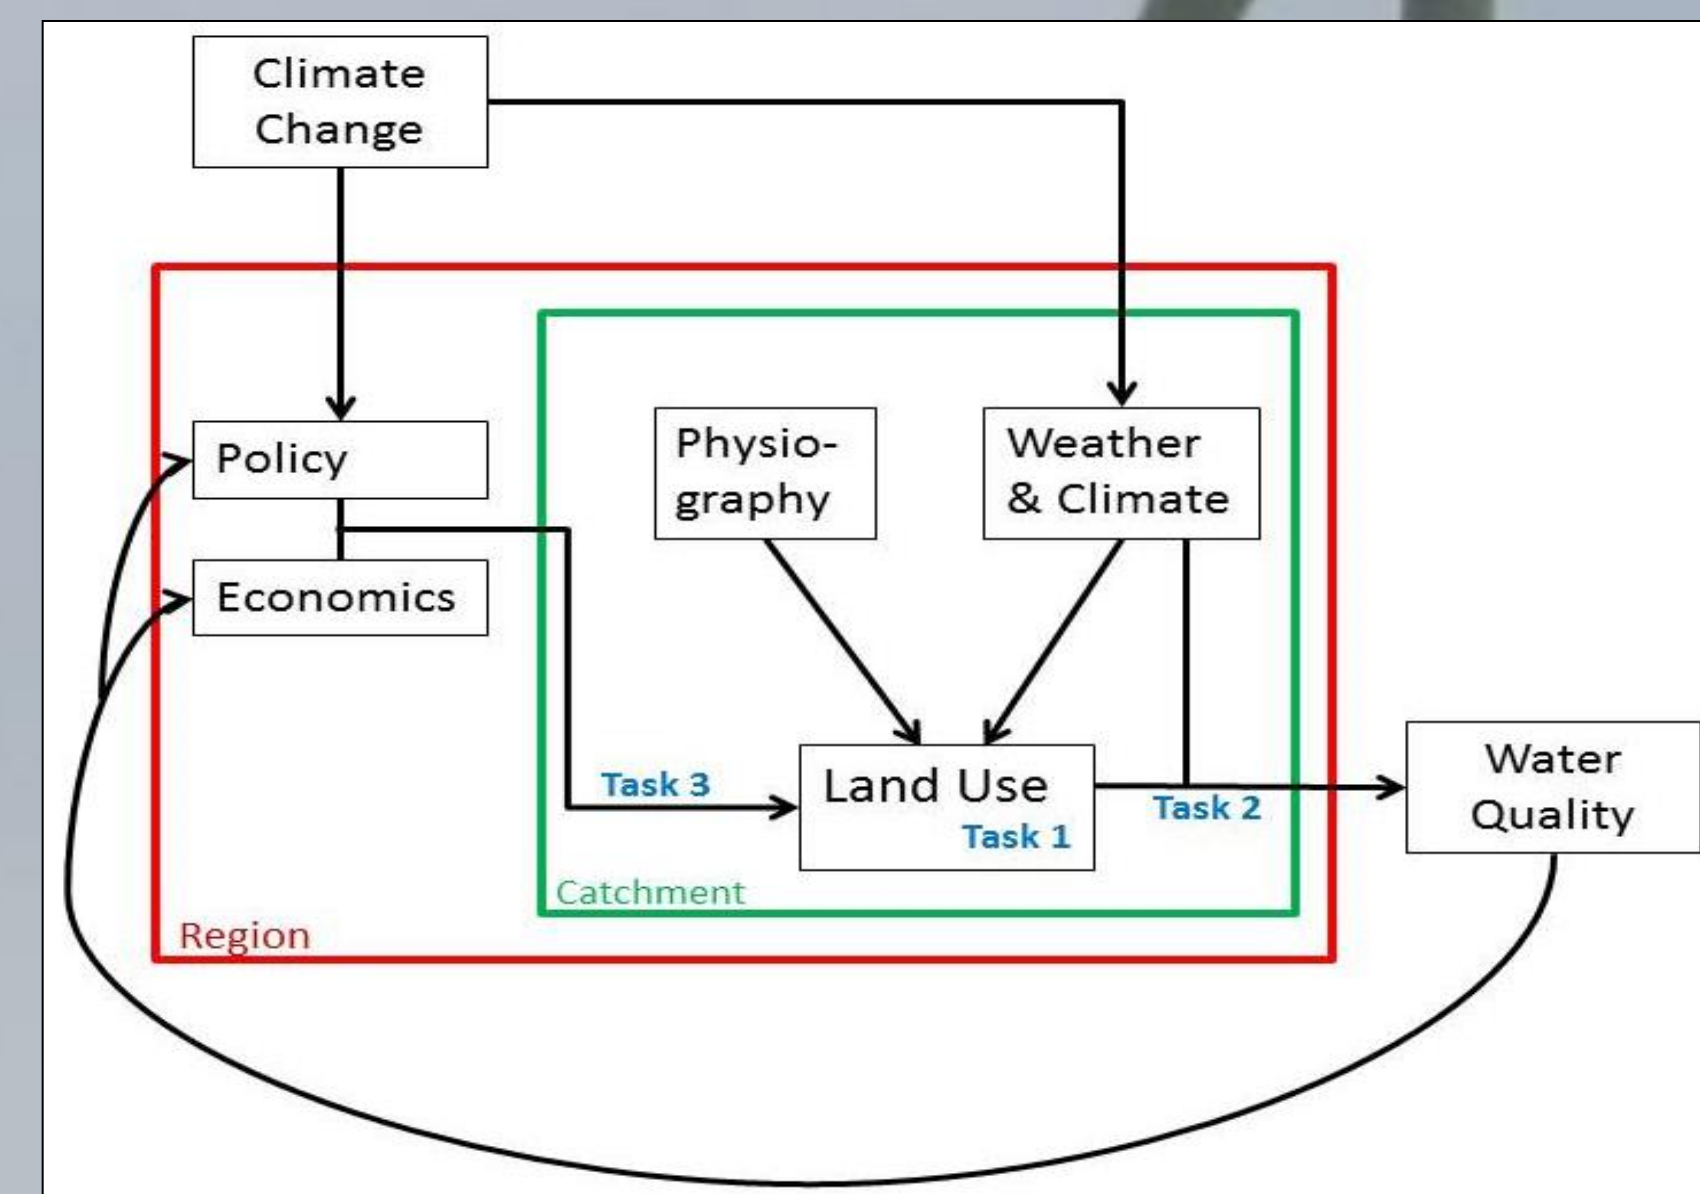 Climate
Change
Policy
Physio-
graphy
Weather
& Climate
Economics
Task 3
Land Use
Task 1
Task 2
Water
Quality
Catchment
Region